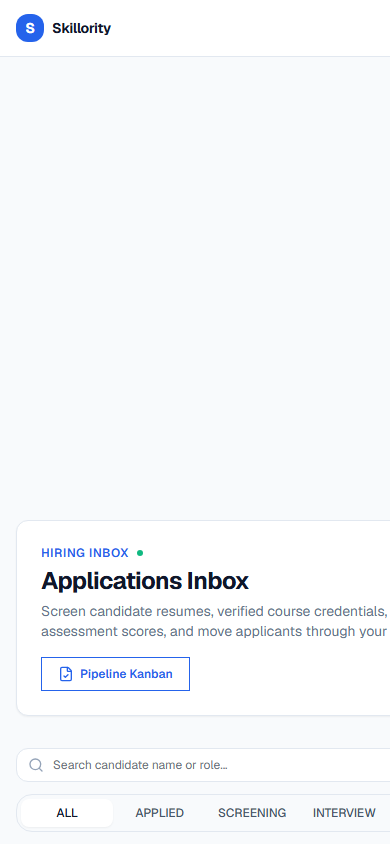 S Skillority
HIRING INBOX
Applications Inbox
Screen candidate resumes, verified course credentials,
assessment scores, and move applicants through your
Pipeline Kanban
Search candidate name or role...
ALL APPLIED SCREENING INTERVIEW